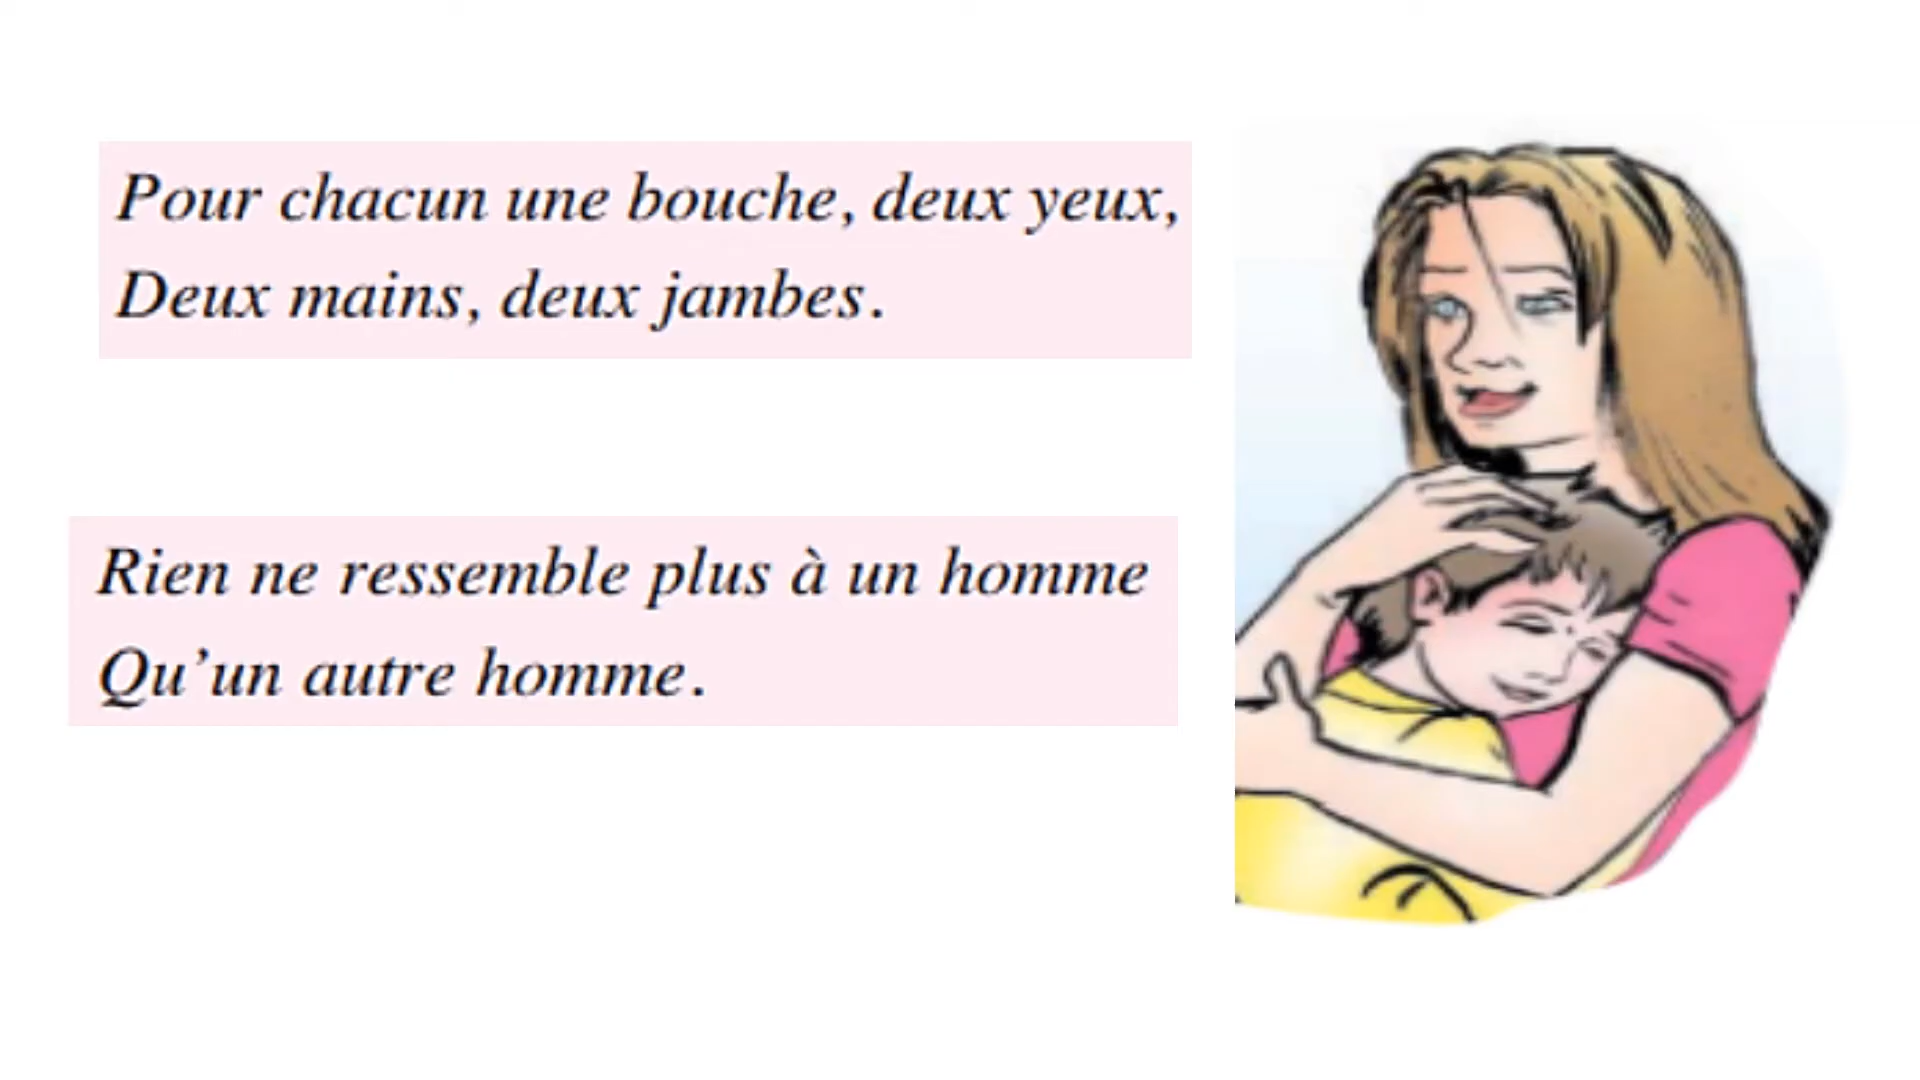 Pour chacun une bouche, deux yeux,
Deux mains, deux jambes.
Rien ne ressemble plus à un homme
Qu'un autre homme.